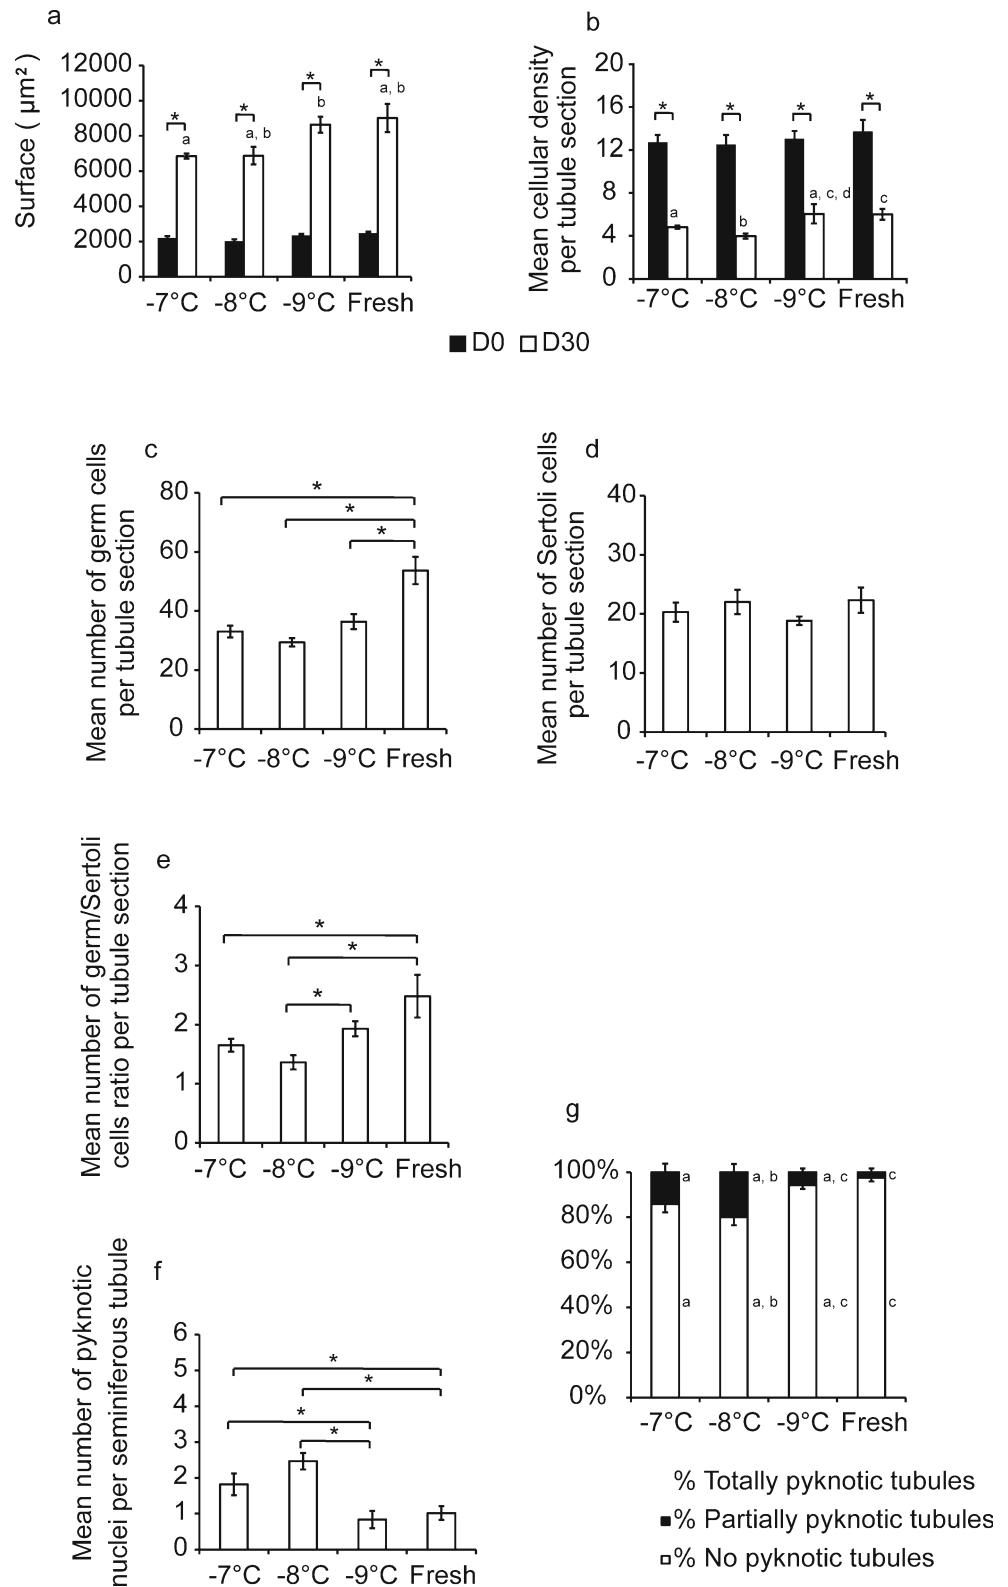 a
Surface ( µm² )
12000
10000
8000
6000
4000
2000
0
*
*
*
*
a
a, b
b
a, b
-7°C
-8°C
-9°C
Fresh
b
Mean cellular density
per tubule section
20
16
12
8
4
0
*
*
*
*
a
b
a, c, d
c
-7°C
-8°C
-9°C
Fresh
D0
D30
c
Mean number of germ cells
per tubule section
80
60
40
20
0
*
*
*
-7°C
-8°C
-9°C
Fresh
d
Mean number of Sertoli cells
per tubule section
40
30
20
10
0
-7°C
-8°C
-9°C
Fresh
e
Mean number of germ/Sertoli
cells ratio per tubule section
4
3
2
1
0
*
*
*
-7°C
-8°C
-9°C
Fresh
f
Mean number of pyknotic
nuclei per seminiferous tubule
6
5
4
3
2
1
0
*
*
*
*
-7°C
-8°C
-9°C
Fresh
g
100%
80%
60%
40%
20%
0%
a
a, b
a, c
c
a
a, b
a, c
c
-7°C
-8°C
-9°C
Fresh
% Totally pyknotic tubules
% Partially pyknotic tubules
% No pyknotic tubules